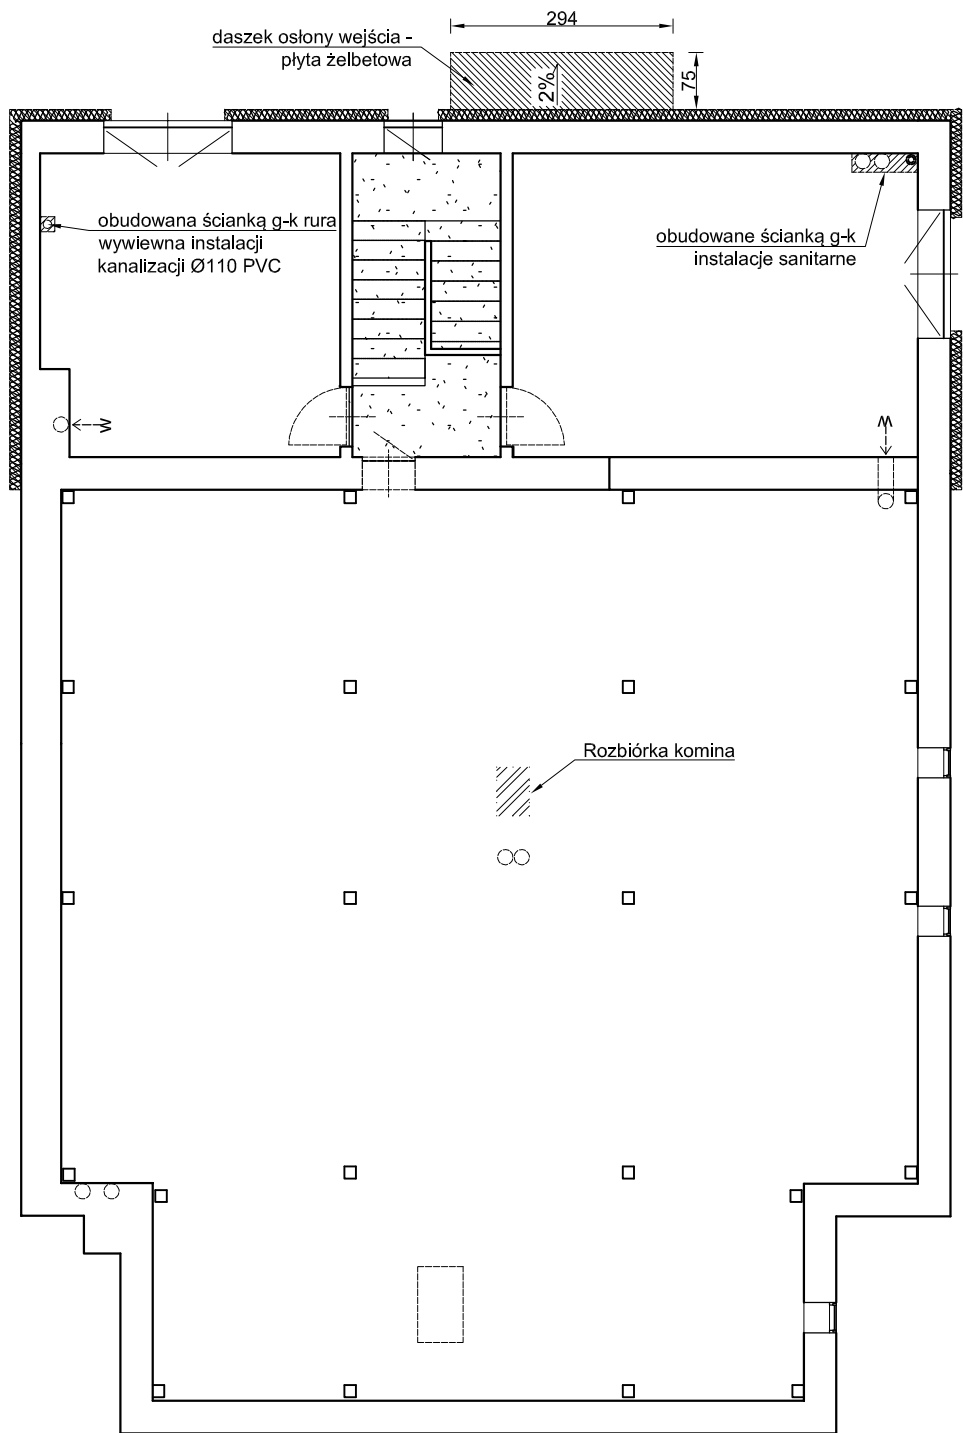 294
daszek osłony wejścia -
płyta żelbetowa
2%
75
obudowana ścianką g-k rura
wywiewna instalacji
kanalizacji Ø110 PVC
obudowane ścianką g-k
instalacje sanitarne
W
W
Rozbiórka komina